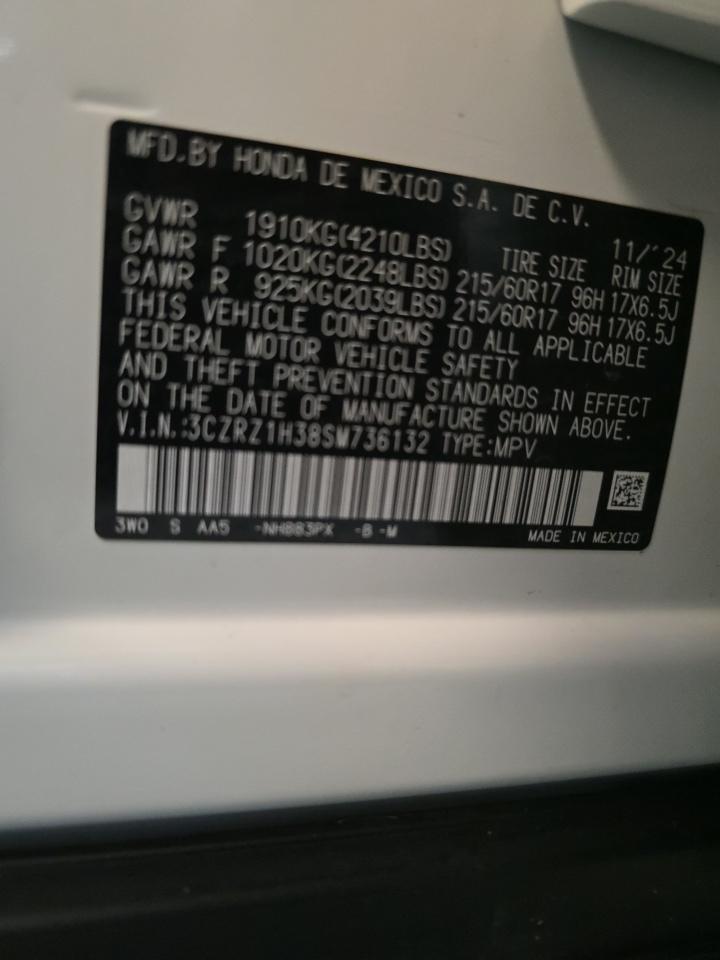 MFD.BY HONDA DE MEXICO S.A. DE C.V.
11/'24
GVWR 1910KG(4210LBS) TIRE SIZE RIM SIZE
GAWR F 1020KG(2248LBS) 215/60R17 96H 17X6.5J
GAWR R 925KG(2039LBS) 215/60R17 96H 17X6.5J
THIS VEHICLE CONFORMS TO ALL APPLICABLE
FEDERAL MOTOR VEHICLE SAFETY
AND THEFT PREVENTION STANDARDS IN EFFECT
ON THE DATE OF MANUFACTURE SHOWN ABOVE.
V.I.N.:3CZRZ1H38SM736132 TYPE:MPV
3W0 S AA5 -NH883PX -B -M MADE IN MEXICO